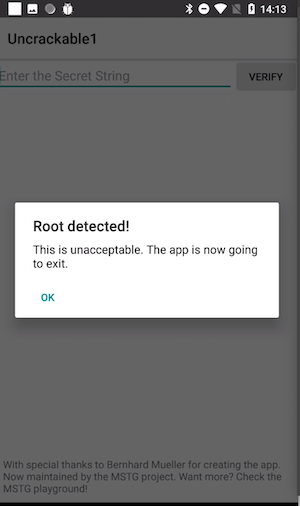 14:13
Uncrackable1
Enter the Secret String
VERIFY
Root detected!
This is unacceptable. The app is now going
to exit.
OK
With special thanks to Bernhard Mueller for creating the app.
Now maintained by the MSTG project. Want more? Check the
MSTG playground!